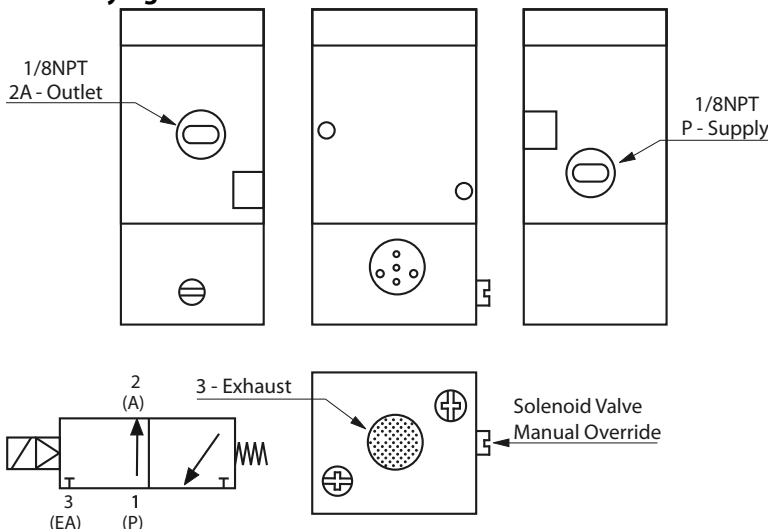 1/8NPT
2A - Outlet
1/8NPT
P - Supply
2
(A)
3 - Exhaust
Solenoid Valve
Manual Override
3
(EA)
1
(P)